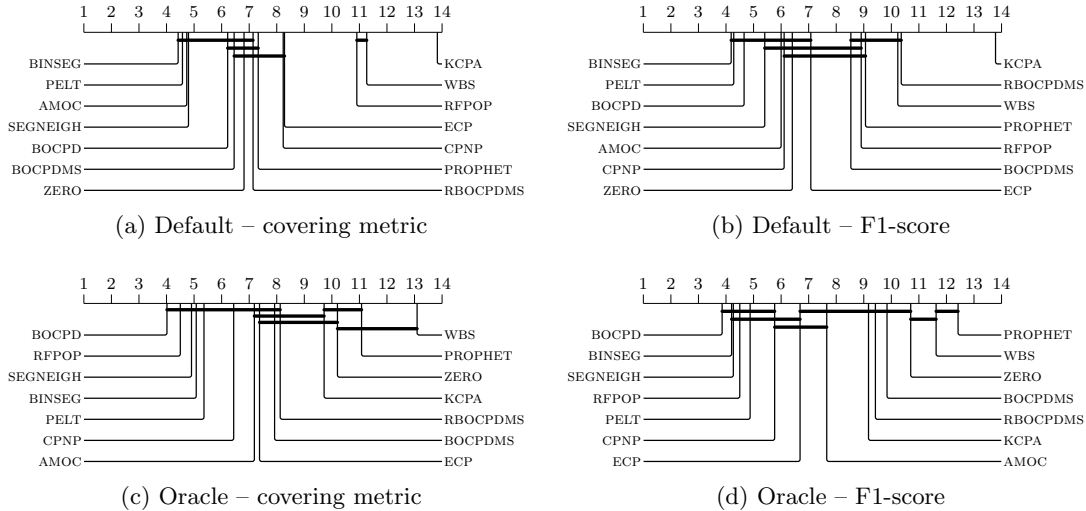 1 2 3 4 5 6 7 8 9 10 11 12 13 14
BINSEG KCPA
PELT WBS
AMOC RFPOP
SEGNEIGH ECP
BOCPD CPNP
BOCPDMS PROPHET
ZERO RBOCPDMS
(a) Default – covering metric
1 2 3 4 5 6 7 8 9 10 11 12 13 14
BINSEG KCPA
PELT RBOCPDMS
BOCPD WBS
SEGNEIGH PROPHET
AMOC RFPOP
CPNP BOCPDMS
ZERO ECP
(b) Default – F1-score
1 2 3 4 5 6 7 8 9 10 11 12 13 14
BOCPD WBS
RFPOP PROPHET
SEGNEIGH ZERO
BINSEG KCPA
PELT RBOCPDMS
CPNP BOCPDMS
AMOC ECP
(c) Oracle – covering metric
1 2 3 4 5 6 7 8 9 10 11 12 13 14
BOCPD PROPHET
BINSEG WBS
SEGNEIGH ZERO
RFPOP BOCPDMS
PELT RBOCPDMS
CPNP KCPA
ECP AMOC
(d) Oracle – F1-score